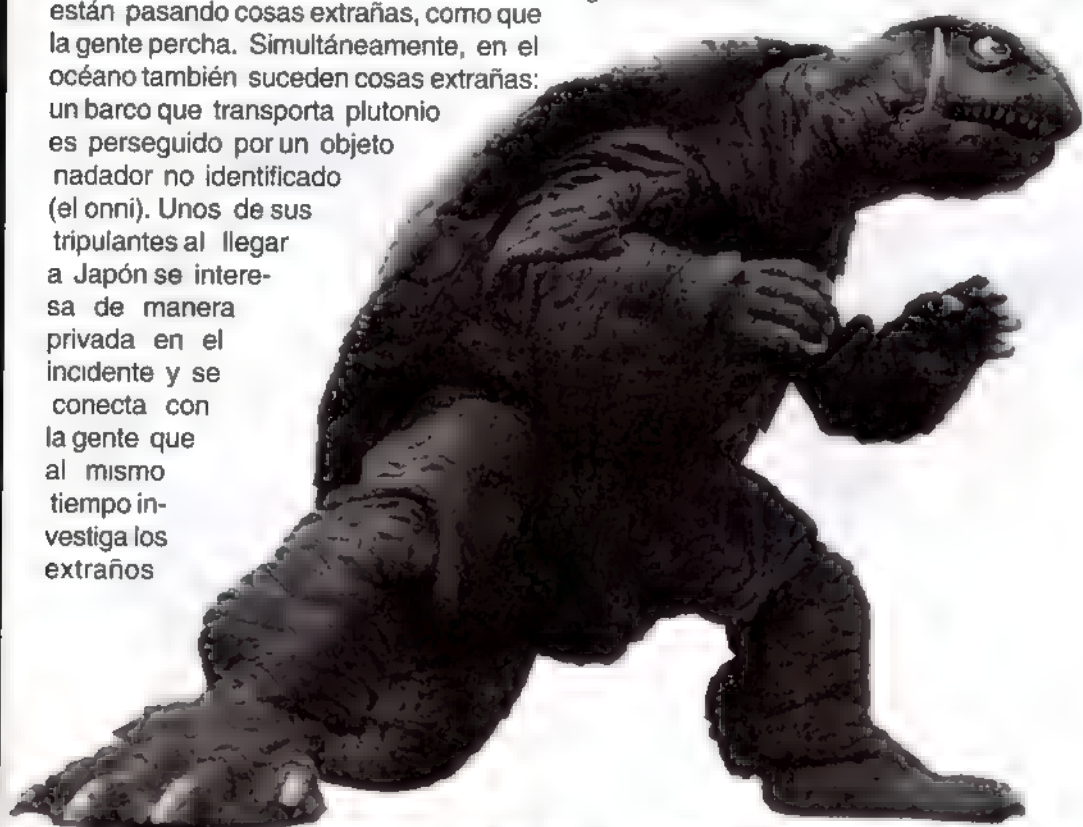 están pasando cosas extrañas, como que
la gente percha. Simultáneamente, en el
océano también suceden cosas extrañas:
un barco que transporta plutonio
es perseguido por un objeto
nadador no identificado
(el onni). Unos de sus
tripulantes al llegar
a Japón se intere-
sa de manera
privada en el
incidente y se
conecta con
la gente que
al mismo
tiempo in-
vestiga los
extraños